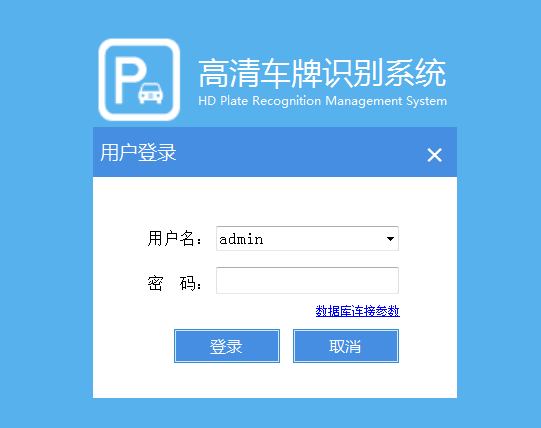 P
高清车牌识别系统
HD Plate Recognition Management System
用户登录
用户名： admin
密 码：
数据库连接参数
登录 取消